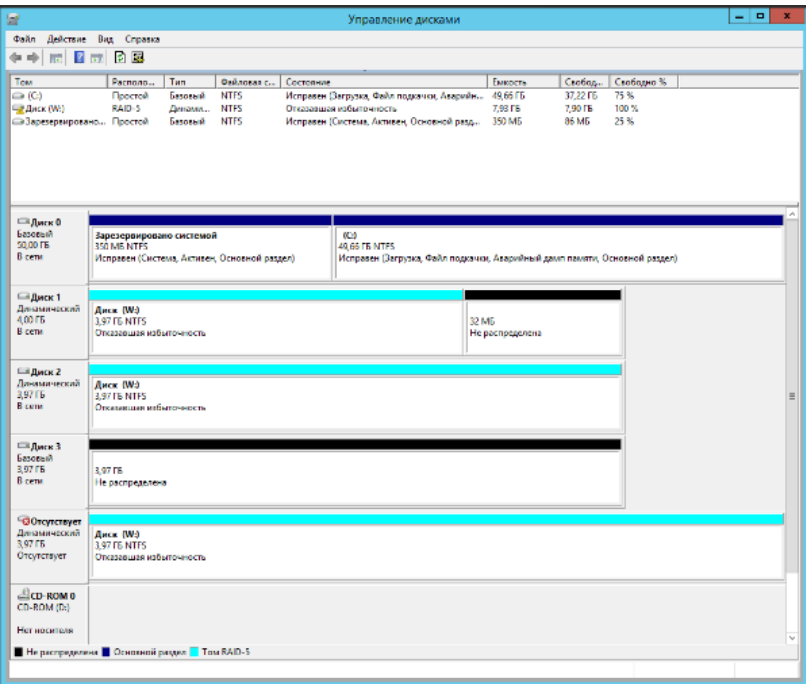 Управление дисками
Файл Действие Вид Справка
Том Располо... Тип Файловая с... Состояние Емкость Свобод... Свободно %
(C:) Простой Базовый NTFS Исправен (Загрузка, Файл подкачки, Аварийн... 49,66 ГБ 37,22 ГБ 75 %
Диск (W:) RAID-5 Динами... NTFS Отказавшая избыточность 7,93 ГБ 7,90 ГБ 100 %
Зарезервировано... Простой Базовый NTFS Исправен (Система, Активен, Основной разд... 350 МБ 86 МБ 25 %
Диск 0
Базовый
50,00 ГБ
В сети
Зарезервировано системой
350 МБ NTFS
Исправен (Система, Активен, Основной раздел)
(C:)
49,66 ГБ NTFS
Исправен (Загрузка, Файл подкачки, Аварийный дамп памяти, Основной раздел)
Диск 1
Динамический
4,00 ГБ
В сети
Диск (W:)
3,97 ГБ NTFS
Отказавшая избыточность
32 МБ
Не распределена
Диск 2
Динамический
3,97 ГБ
В сети
Диск (W:)
3,97 ГБ NTFS
Отказавшая избыточность
Диск 3
Базовый
3,97 ГБ
В сети
3,97 ГБ
Не распределена
Отсутствует
Динамический
3,97 ГБ
Отсутствует
Диск (W:)
3,97 ГБ NTFS
Отказавшая избыточность
CD-ROM 0
CD-ROM (D:)
Нет носителя
Не распределена Основной раздел Том RAID-5